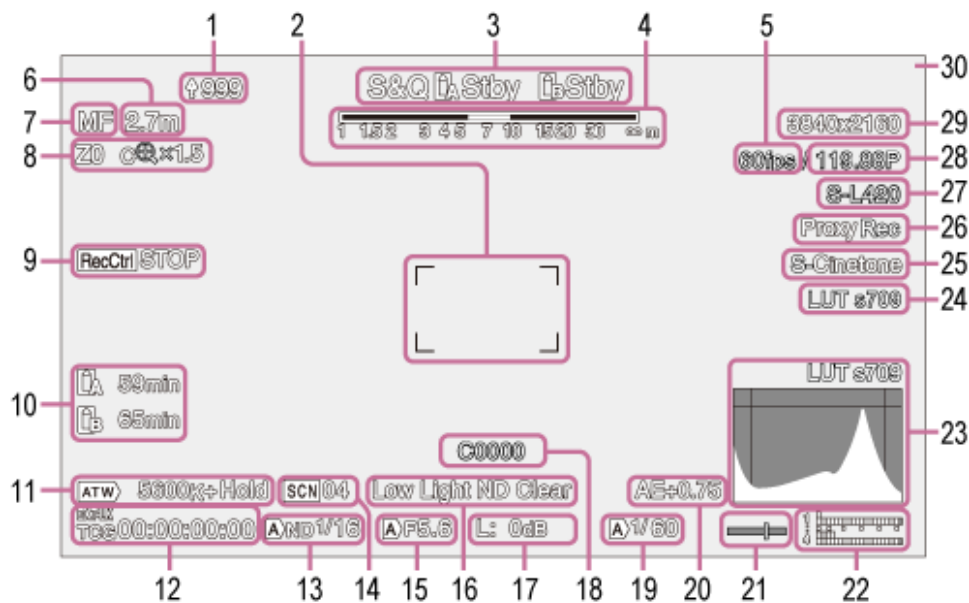 1 2 3 4 5
↑999
S&Q A Stby B Stby
1 1.5 2 3 4 5 7 10 15 20 30 ∞ m
6
7 MF 2.7m
8 Z0 C ×1.5
30
3840x2160 29
60fps / 119.88P 28
S-L420 27
Proxy Rec 26
S-Cinetone 25
LUT s709 24
9 RecCtrl STOP
10
A 59min
B 65min
LUT s709
23
C0000
11 ATW 5600K+Hold SCN 04 Low Light ND Clear AE+0.75
TCG 00:00:00:00 A ND 1/16 A F5.6 L: 0dB A 1/60
12 13 14 15 16 17 18 19 20 21 22